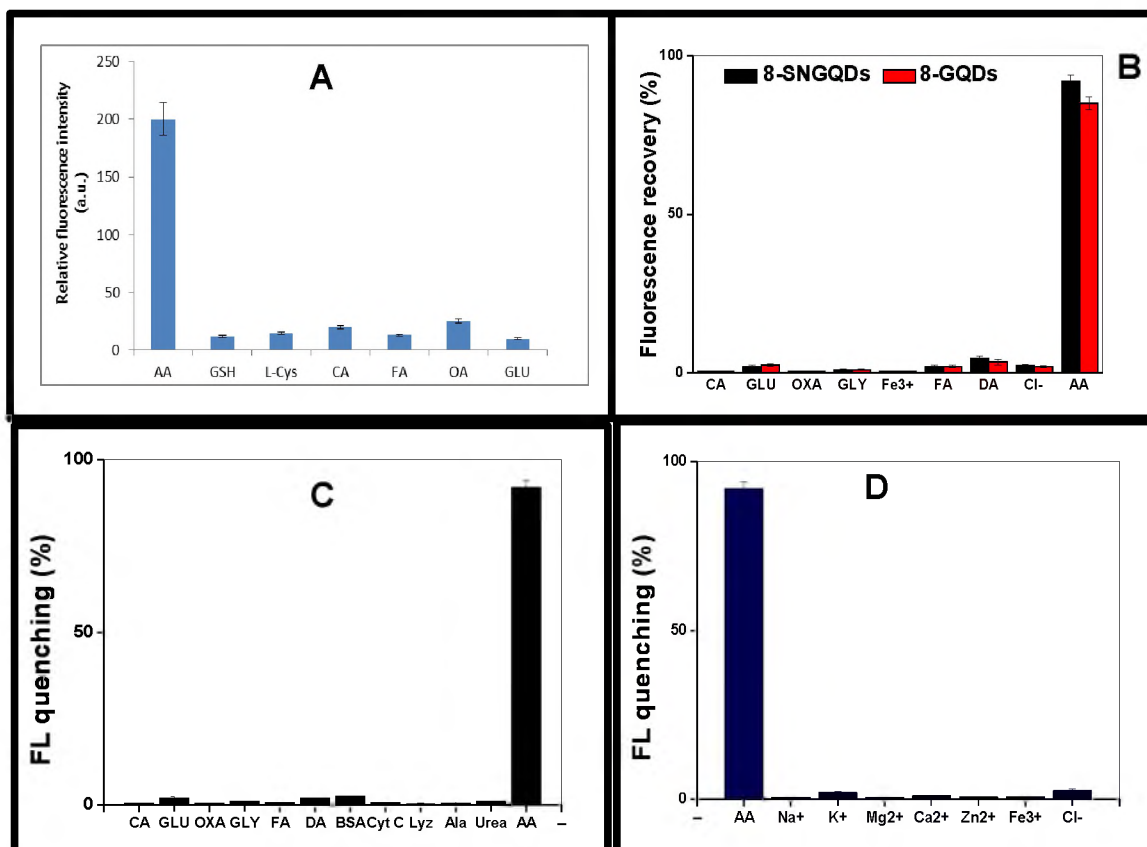 A
Relative fluorescence intensity
(a.u.)
250
200
150
100
50
0
AA GSH L-Cys CA FA OA GLU
B
Fluorescence recovery (%)
100
50
0
8-SNGQDs 8-GQDs
CA GLU OXA GLY Fe3+ FA DA Cl- AA
C
FL quenching (%)
100
50
0
CA GLU OXA GLY FA DA BSA Cyt C Lyz Ala Urea AA –
D
FL quenching (%)
100
50
0
– AA Na+ K+ Mg2+ Ca2+ Zn2+ Fe3+ Cl-